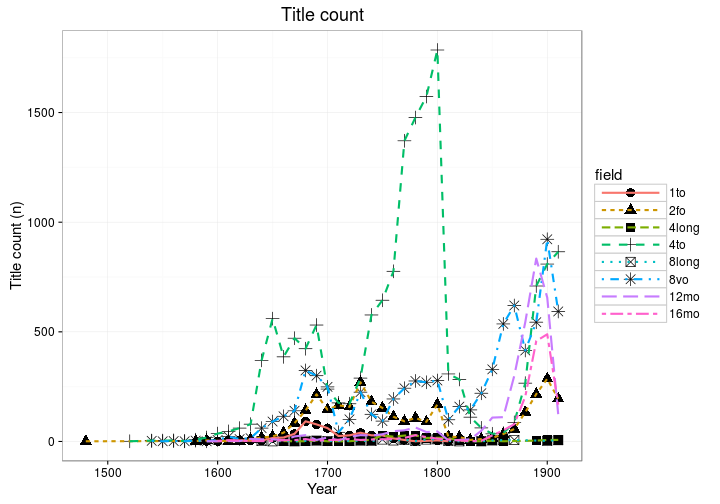 Title count
Title count (n)
1500
1000
500
0
1500
1600
1700
1800
1900
Year
field
1to
2fo
4long
4to
8long
8vo
12mo
16mo